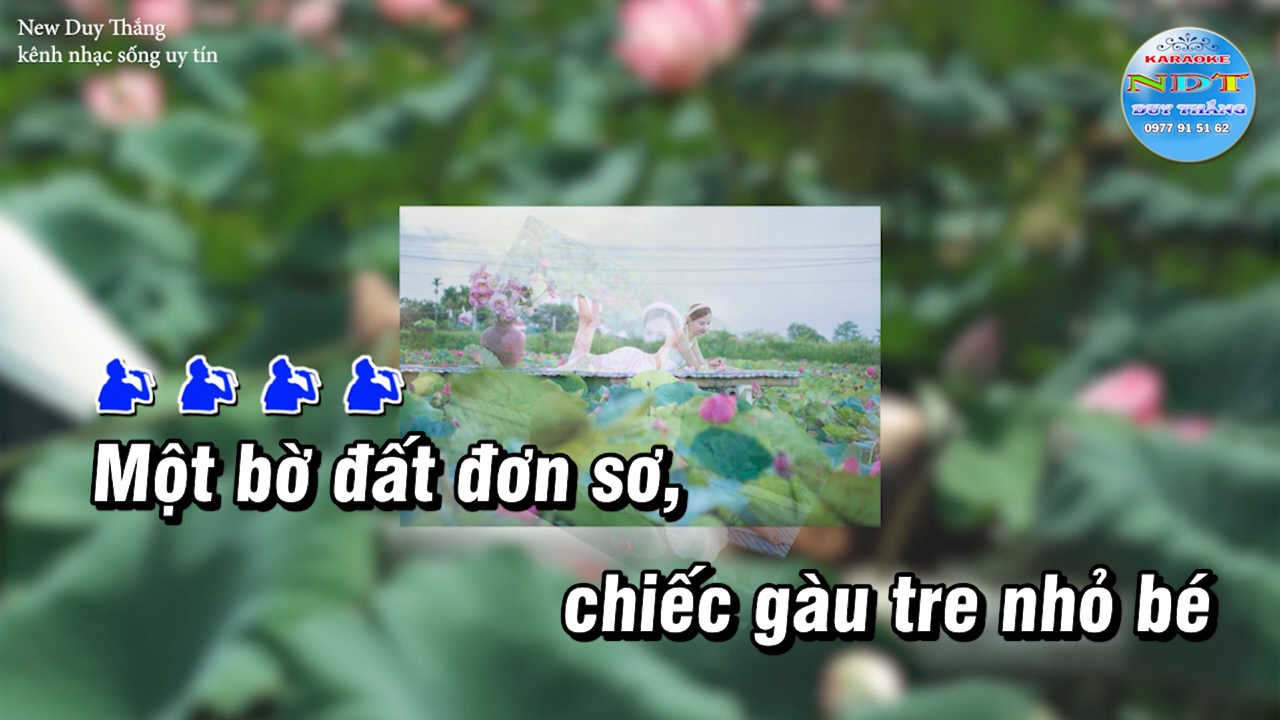 New Duy Thắng
kênh nhạc sống uy tín
KARAOKE
NDT
DUY THẮNG
0977 91 51 62
Một bờ đất đơn sơ,
chiếc gàu tre nhỏ bé